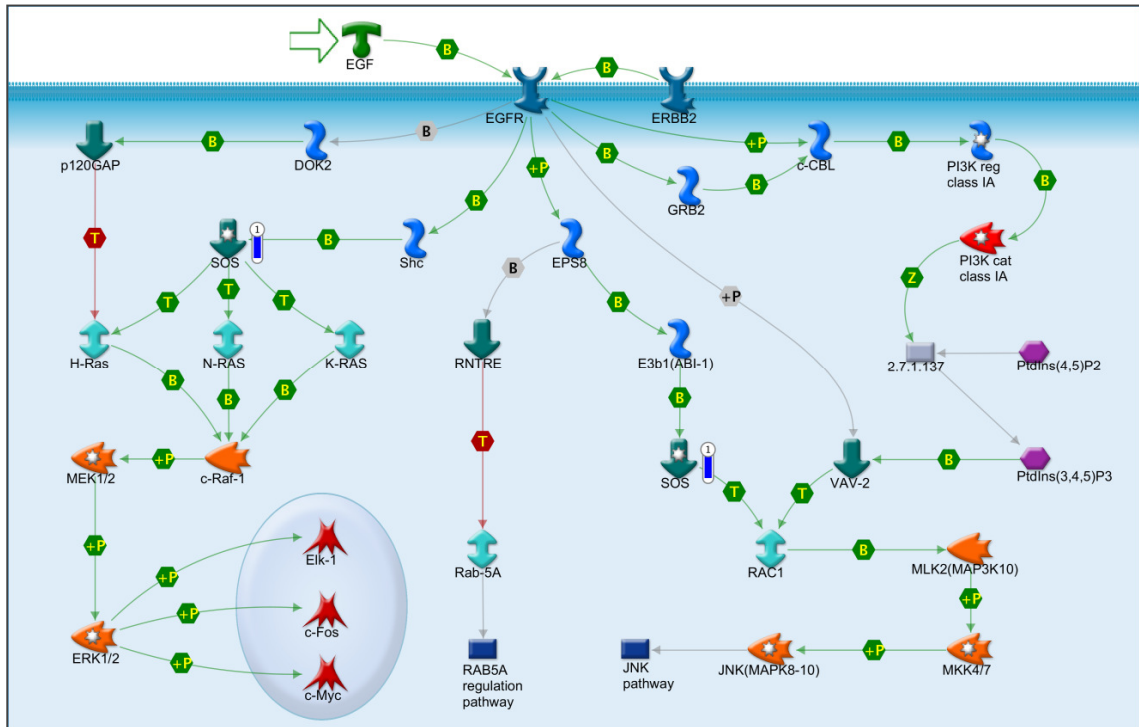 B
B
EGF
EGFR
ERBB2
B
B
+P
B
p120GAP
DOK2
+P
B
c-CBL
PI3K reg
class IA
B
GRB2
B
B
1
T
B
SOS
Shc
EPS8
PI3K cat
class IA
B
Z
T
T
T
B
+P
H-Ras
N-RAS
K-RAS
RNTRE
E3b1(ABI-1)
2.7.1.137
PtdIns(4,5)P2
B
B
B
B
T
1
+P
B
MEK1/2
c-Raf-1
SOS
VAV-2
PtdIns(3,4,5)P3
T
T
+P
B
Elk-1
Rab-5A
RAC1
MLK2(MAP3K10)
+P
+P
+P
c-Fos
ERK1/2
+P
+P
c-Myc
RAB5A
regulation
pathway
JNK
pathway
JNK(MAPK8-10)
MKK4/7